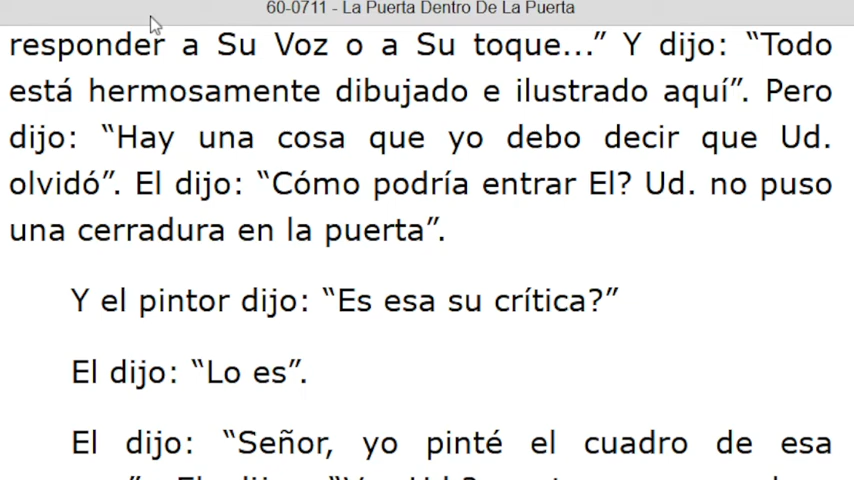 60-0711 - La Puerta Dentro De La Puerta
responder a Su Voz o a Su toque...” Y dijo: “Todo
está hermosamente dibujado e ilustrado aquí”. Pero
dijo: “Hay una cosa que yo debo decir que Ud.
olvidó”. El dijo: “Cómo podría entrar El? Ud. no puso
una cerradura en la puerta”.
Y el pintor dijo: “Es esa su crítica?”
El dijo: “Lo es”.
El dijo: “Señor, yo pinté el cuadro de esa